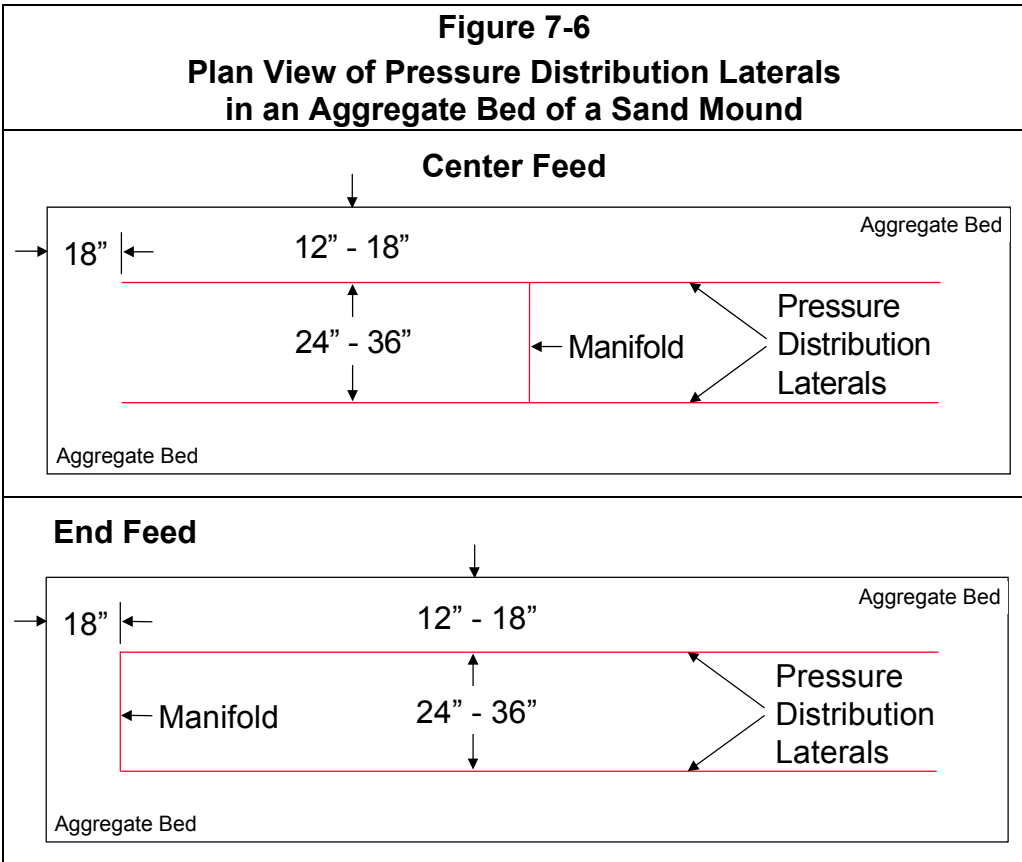 Figure 7-6
Plan View of Pressure Distribution Laterals
in an Aggregate Bed of a Sand Mound
Center Feed
Aggregate Bed
18”
12” - 18”
24” - 36”
Manifold
Pressure
Distribution
Laterals
Aggregate Bed
End Feed
Aggregate Bed
18”
12” - 18”
Manifold
24” - 36”
Pressure
Distribution
Laterals
Aggregate Bed